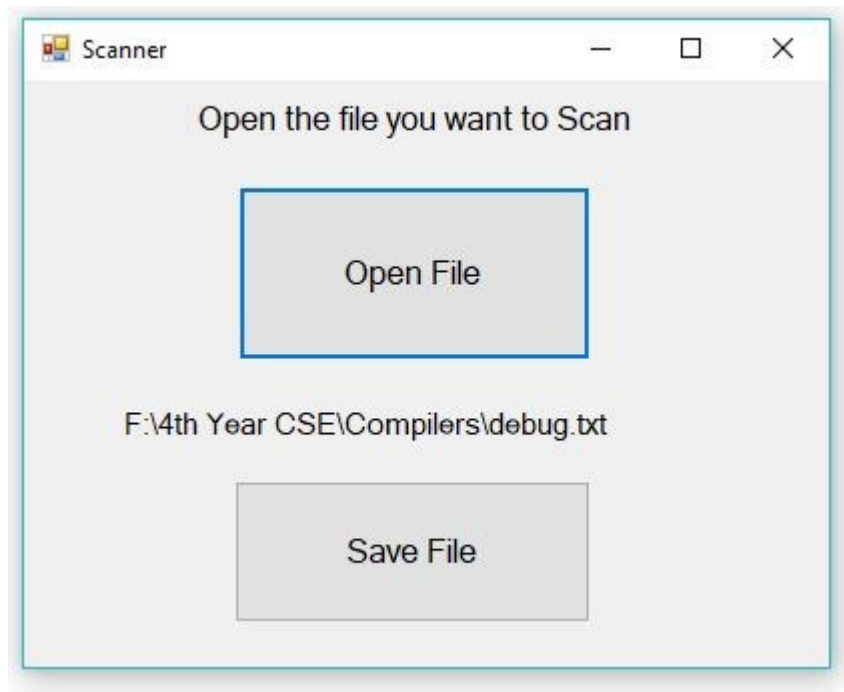 Scanner
Open the file you want to Scan
Open File
F:\4th Year CSE\Compilers\debug.txt
Save File